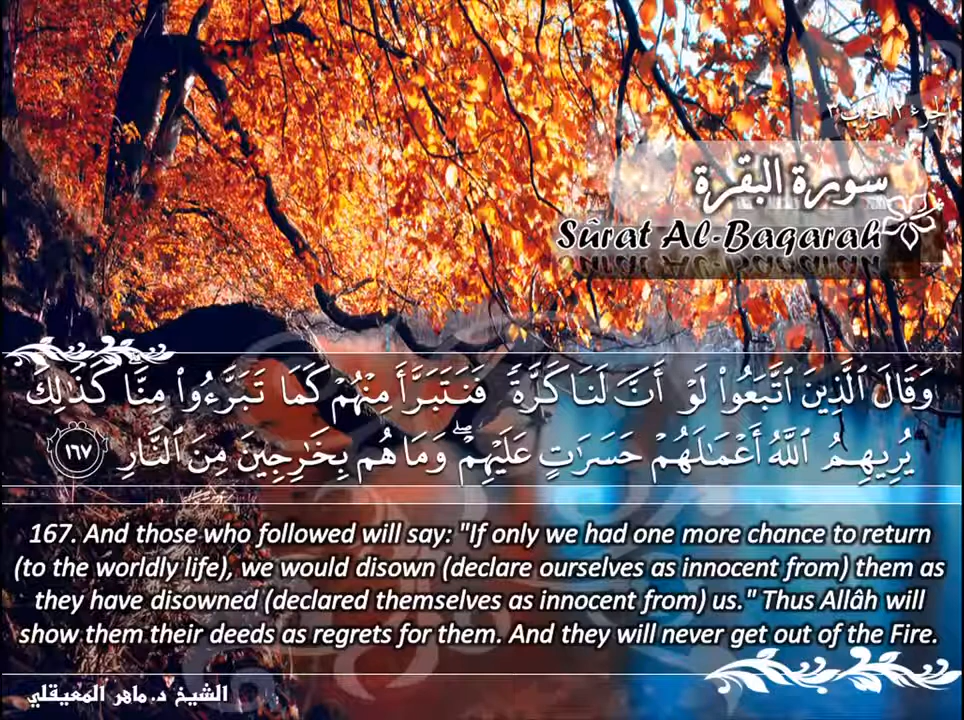 الجزء ٢ الحزب ٣
سورة البقرة
Sûrat Al-Baqarah
وَقَالَ ٱلَّذِينَ ٱتَّبَعُوا۟ لَوْ أَنَّ لَنَا كَرَّةً فَنَتَبَرَّأَ مِنْهُمْ كَمَا تَبَرَّءُوا۟ مِنَّا كَذَٰلِكَ
يُرِيهِمُ ٱللَّهُ أَعْمَـٰلَهُمْ حَسَرَٰتٍ عَلَيْهِمْ ۖ وَمَا هُم بِخَـٰرِجِينَ مِنَ ٱلنَّارِ ١٦٧
167. And those who followed will say: "If only we had one more chance to return
(to the worldly life), we would disown (declare ourselves as innocent from) them as
they have disowned (declared themselves as innocent from) us." Thus Allâh will
show them their deeds as regrets for them. And they will never get out of the Fire.
الشيخ د. ماهر المعيقلي